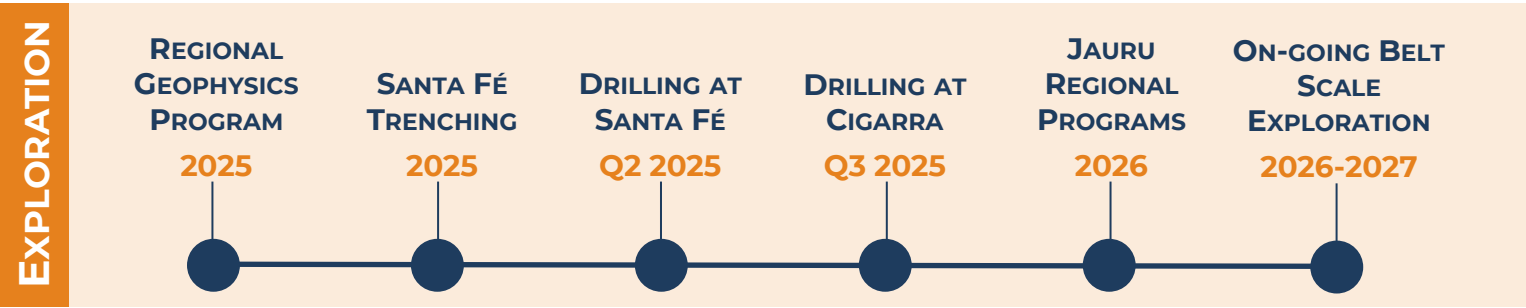 EXPLORATION
REGIONAL
GEOPHYSICS
PROGRAM
2025
SANTA FÉ
TRENCHING
2025
DRILLING AT
SANTA FÉ
Q2 2025
DRILLING AT
CIGARRA
Q3 2025
JAURU
REGIONAL
PROGRAMS
2026
ON-GOING BELT
SCALE
EXPLORATION
2026-2027